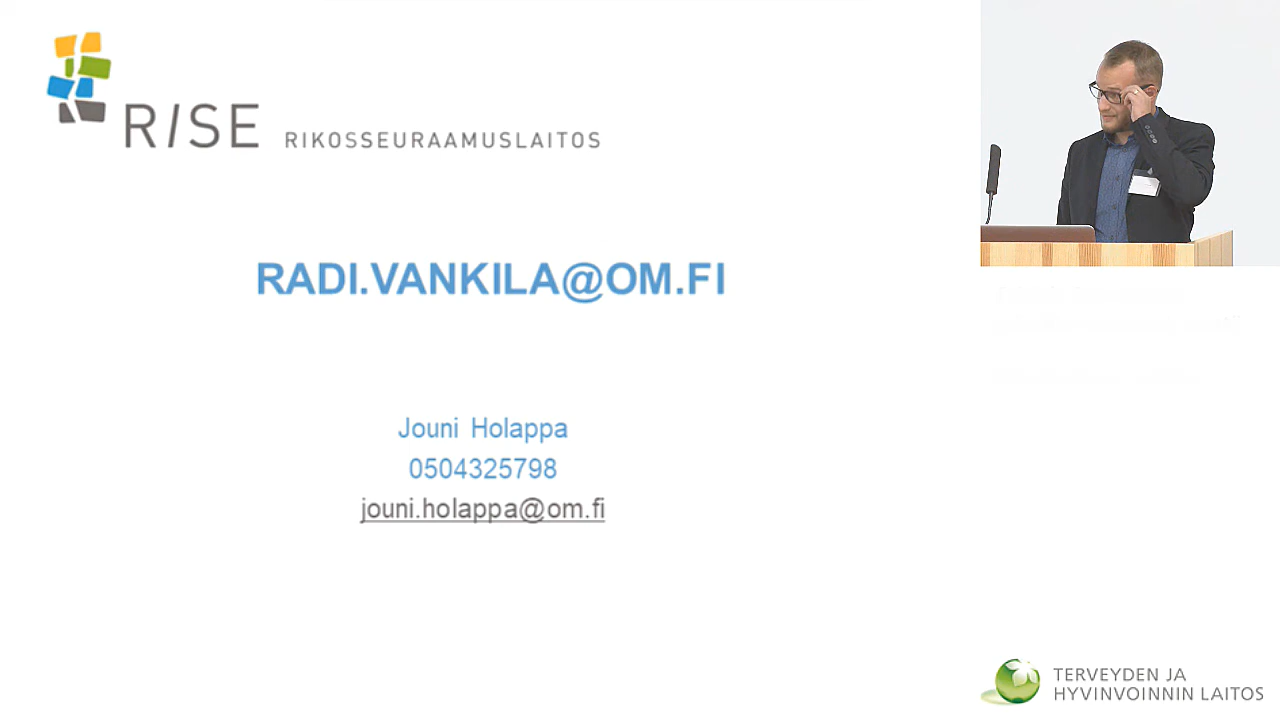 RISE RIKOSSEURAAMUSLAITOS
RADI.VANKILA@OM.FI
Jouni Holappa
0504325798
jouni.holappa@om.fi
TERVEYDEN JA
HYVINVOINNIN LAITOS